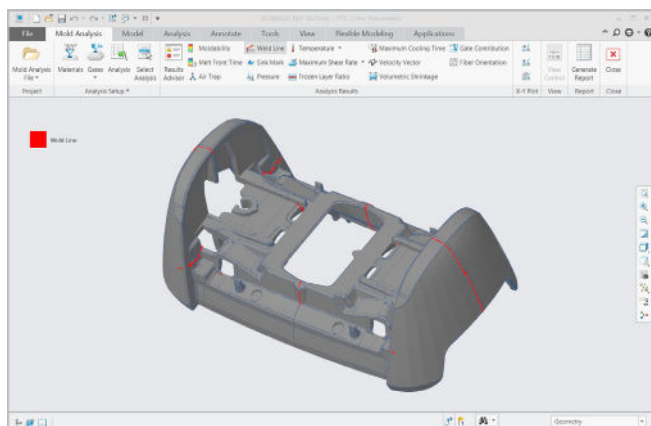 File Mold Analysis Model Analysis Annotate Tools View Flexible Modeling Applications
Moldability Weld Line Temperature Maximum Cooling Time Gate Contribution
Melt Front Time Sink Mark Maximum Shear Rate Velocity Vector Fiber Orientation
Air Trap Pressure Frozen Layer Ratio Volumetric Shrinkage
Mold Analysis File Materials Gates Analysis Select Analysis Results Advisor View Control Generate Report Close
Project Analysis Setup Analysis Results X-Y Plot View Report Close
Weld Line
Geometry